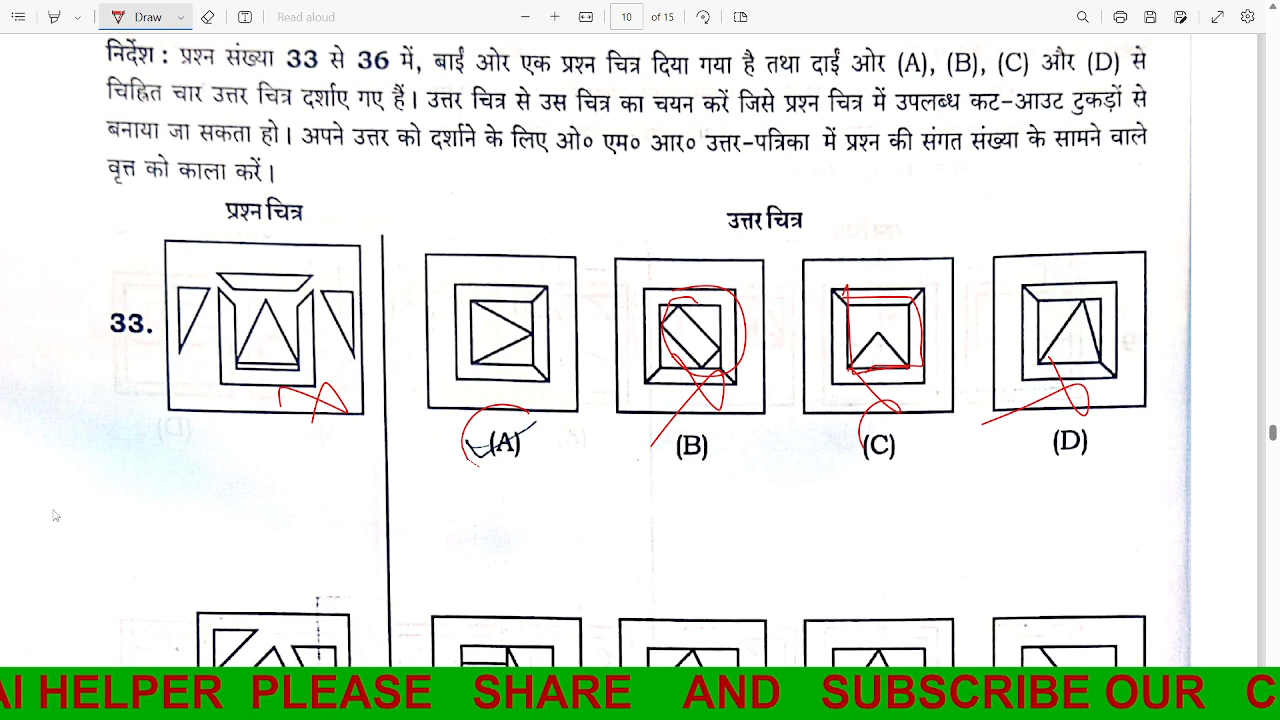 Draw
Read aloud
10 of 15
निर्देश : प्रश्न संख्या 33 से 36 में, बाईं ओर एक प्रश्न चित्र दिया गया है तथा दाईं ओर (A), (B), (C) और (D) से
चिह्नित चार उत्तर चित्र दर्शाए गए हैं। उत्तर चित्र से उस चित्र का चयन करें जिसे प्रश्न चित्र में उपलब्ध कट-आउट टुकड़ों से
बनाया जा सकता हो। अपने उत्तर को दर्शाने के लिए ओ० एम० आर० उत्तर-पत्रिका में प्रश्न की संगत संख्या के सामने वाले
वृत्त को काला करें।
प्रश्न चित्र
उत्तर चित्र
33.
(A) (B) (C) (D)
AI HELPER PLEASE SHARE AND SUBSCRIBE OUR C